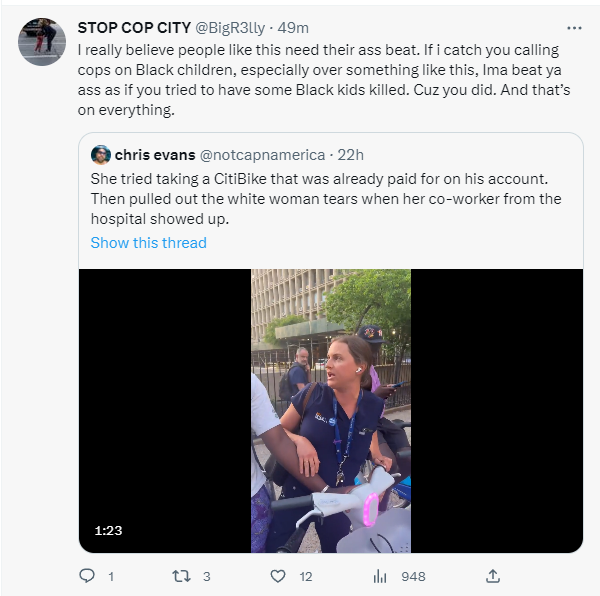 STOP COP CITY @BigR3lly · 49m
I really believe people like this need their ass beat. If i catch you calling
cops on Black children, especially over something like this, Ima beat ya
ass as if you tried to have some Black kids killed. Cuz you did. And that's
on everything.
chris evans @notcapnamerica · 22h
She tried taking a CitiBike that was already paid for on his account.
Then pulled out the white woman tears when her co-worker from the
hospital showed up.
Show this thread
1:23
1 3 12 948